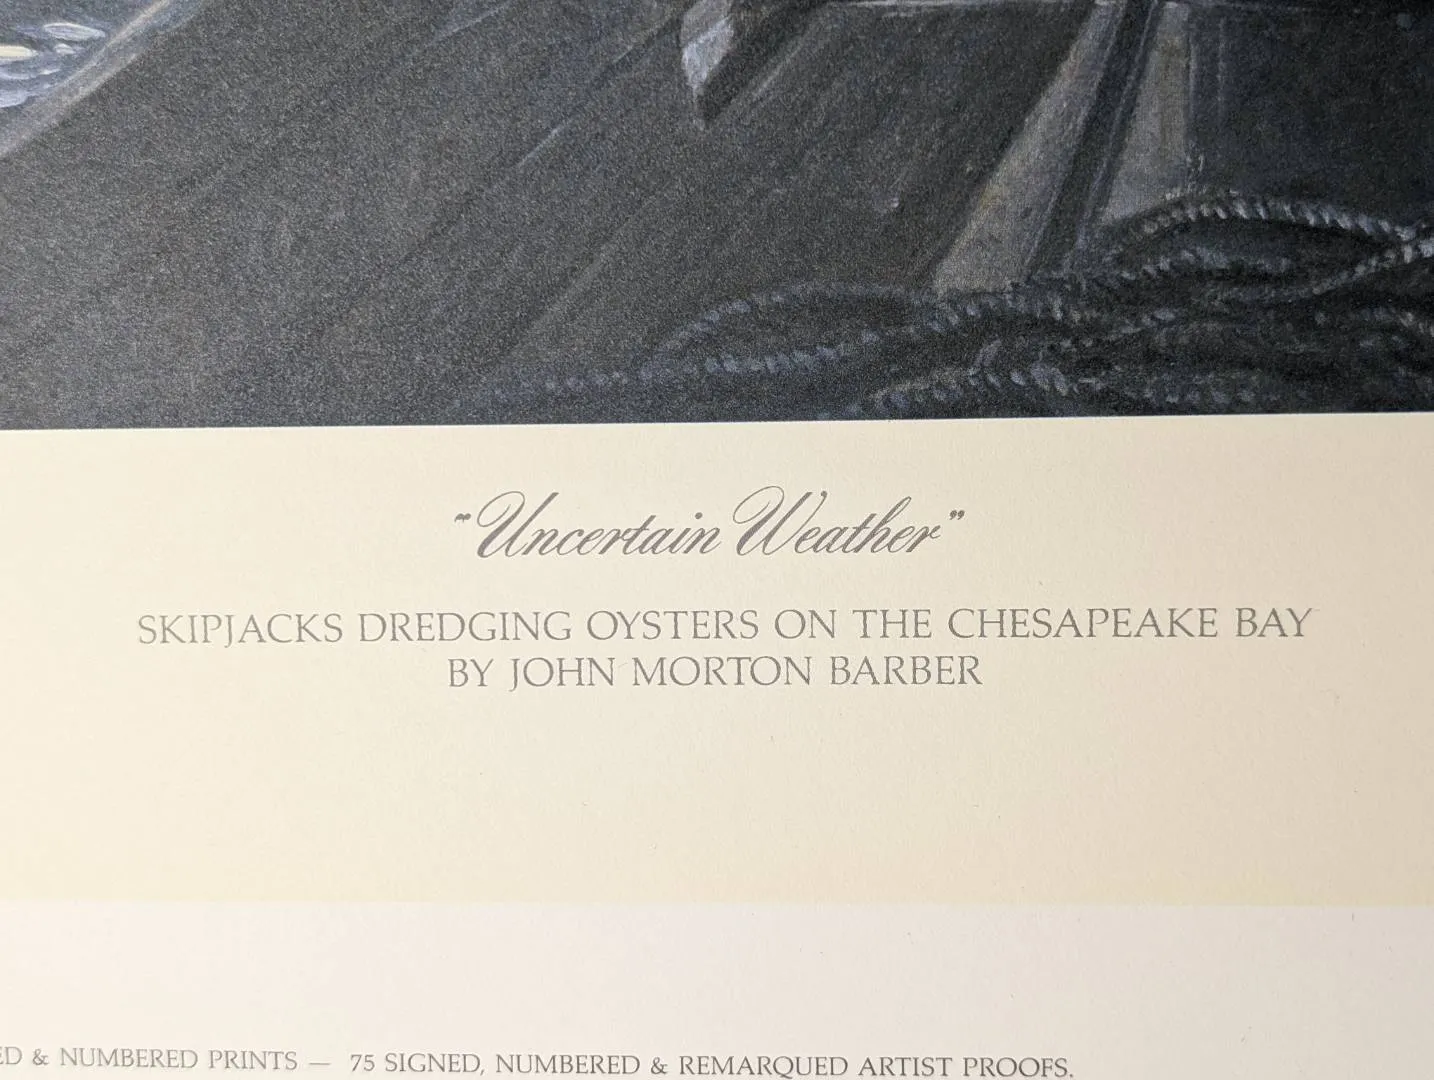 “Uncertain Weather”
SKIPJACKS DREDGING OYSTERS ON THE CHESAPEAKE BAY
BY JOHN MORTON BARBER
& NUMBERED PRINTS — 75 SIGNED, NUMBERED & REMARQUED ARTIST PROOFS.